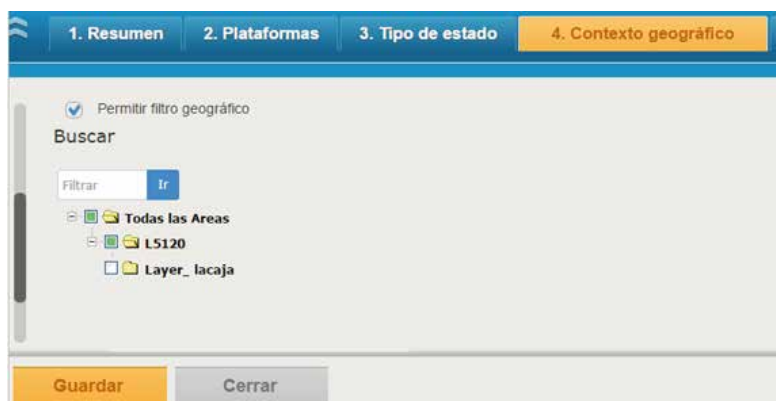 1. Resumen 2. Plataformas 3. Tipo de estado 4. Contexto geográfico
Permitir filtro geográfico
Buscar
Filtrar Ir
Todas las Areas
L5120
Layer_ lacaja
Guardar Cerrar